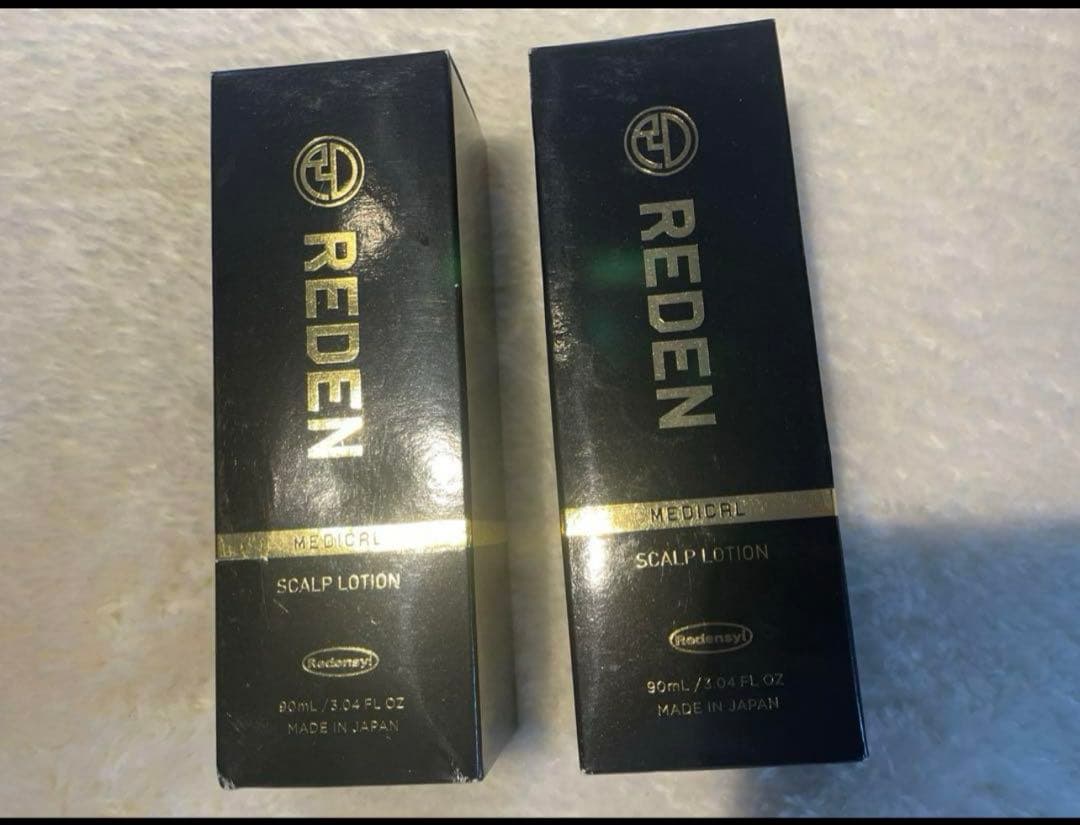 REDEN
MEDICAL
SCALP LOTION
Redensyl
90mL / 3.04 FL OZ
MADE IN JAPAN
REDEN
MEDICAL
SCALP LOTION
Redensyl
90mL / 3.04 FL OZ
MADE IN JAPAN